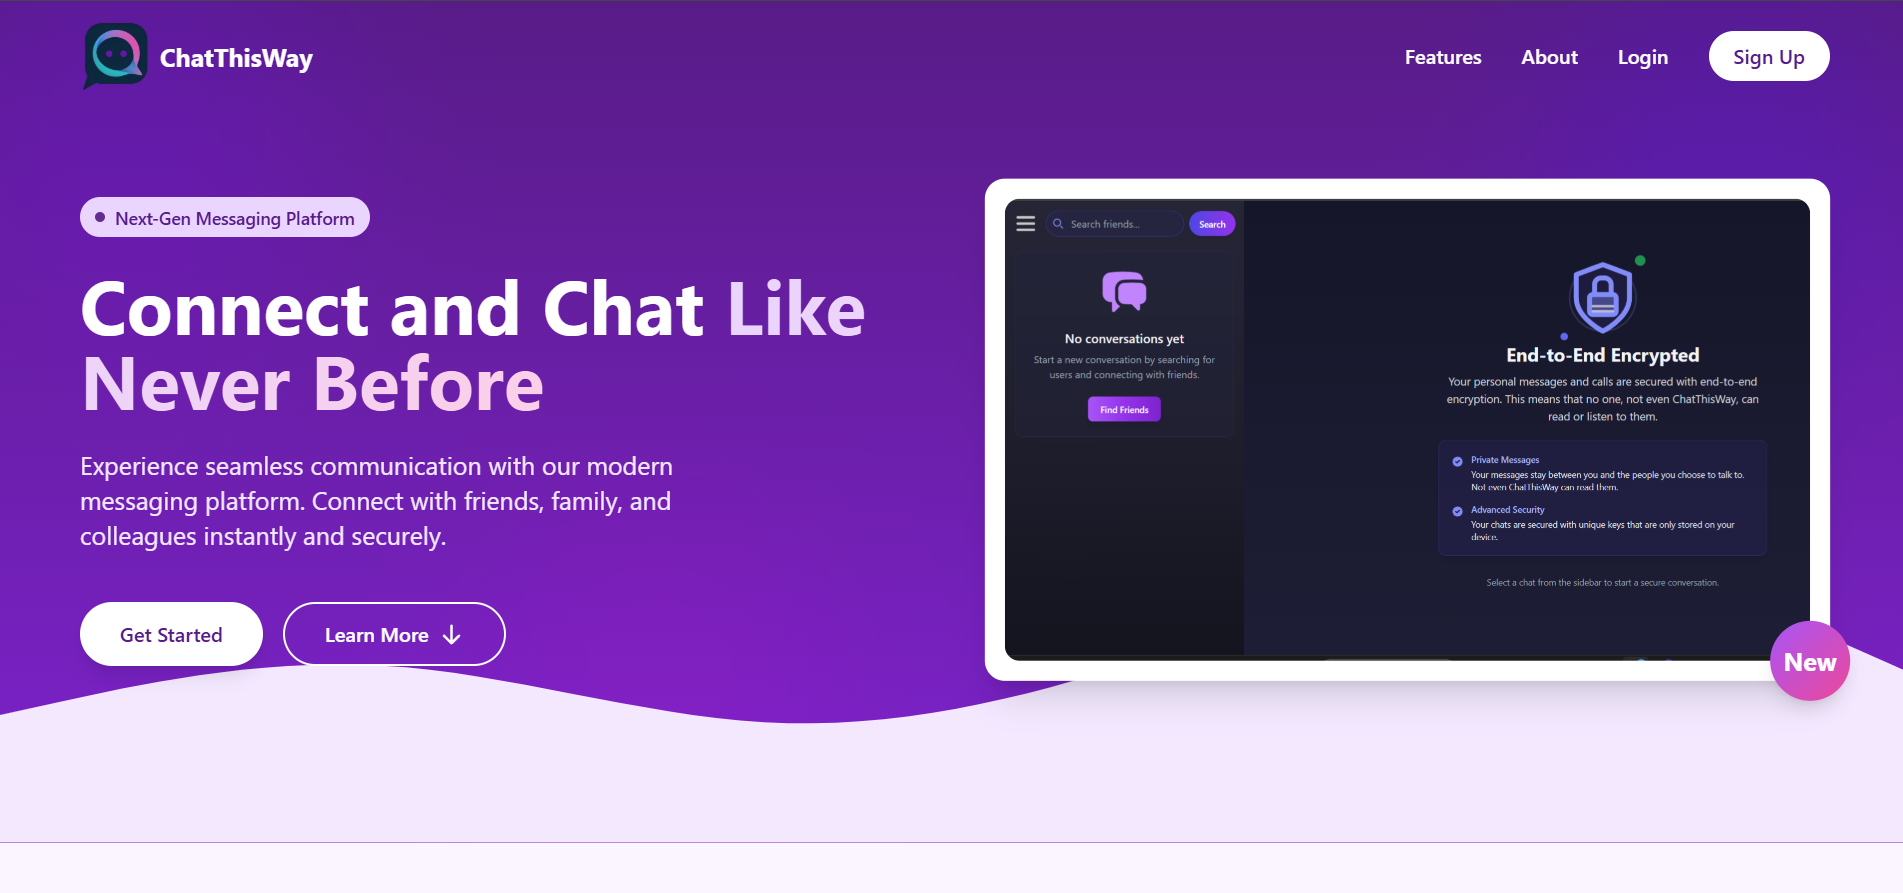 ChatThisWay
Features
About
Login
Sign Up
Next-Gen Messaging Platform
Connect and Chat Like
Never Before
Experience seamless communication with our modern
messaging platform. Connect with friends, family, and
colleagues instantly and securely.
Get Started
Learn More
Search friends...
Search
No conversations yet
Start a new conversation by searching for
users and connecting with friends.
Find Friends
End-to-End Encrypted
Your personal messages and calls are secured with end-to-end
encryption. This means that no one, not even ChatThisWay, can
read or listen to them.
Private Messages
Your messages stay between you and the people you choose to talk to.
Not even ChatThisWay can read them.
Advanced Security
Your chats are secured with unique keys that are only stored on your
device.
Select a chat from the sidebar to start a secure conversation.
New